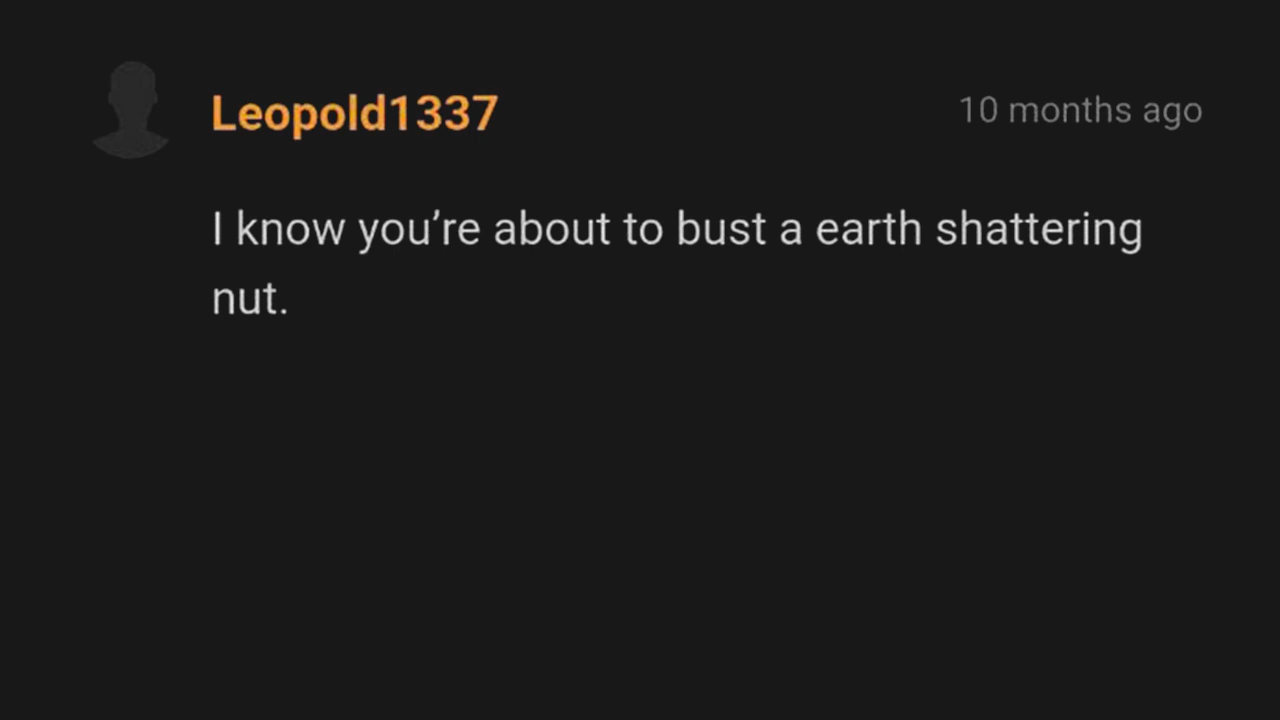 Leopold1337 10 months ago
I know you’re about to bust a earth shattering
nut.